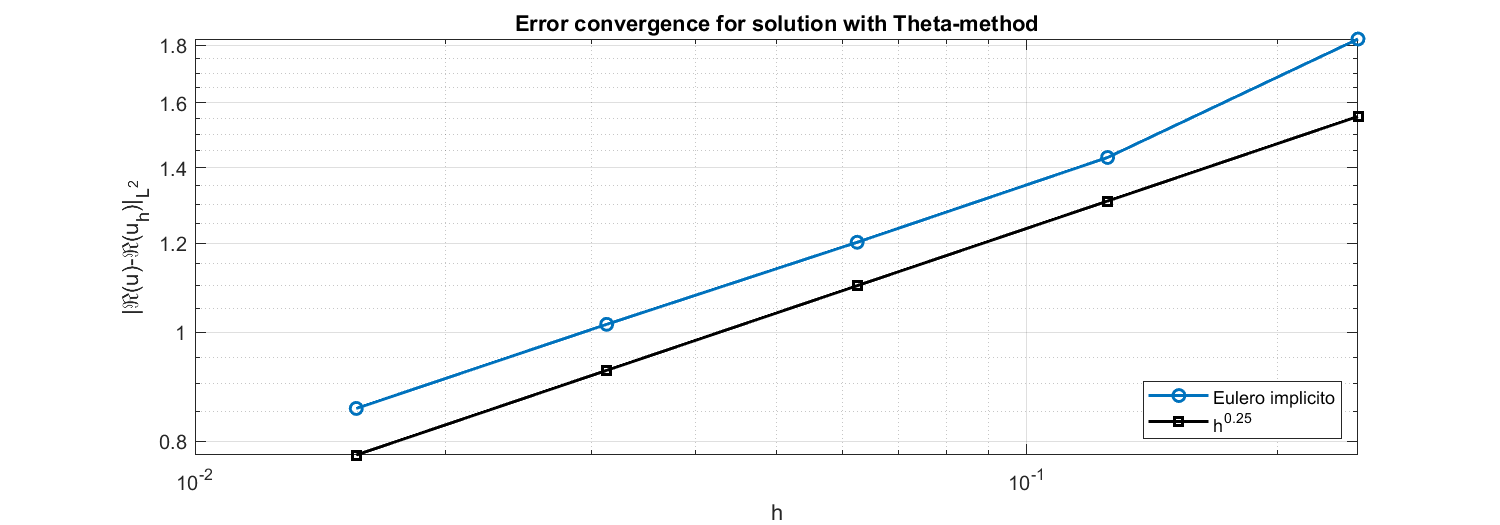 Error convergence for solution with Theta-method
|ℜ(u)-ℜ(u_h)|_L^2
1.8
1.6
1.4
1.2
1
0.8
10^-2
10^-1
h
Eulero implicito
h^0.25